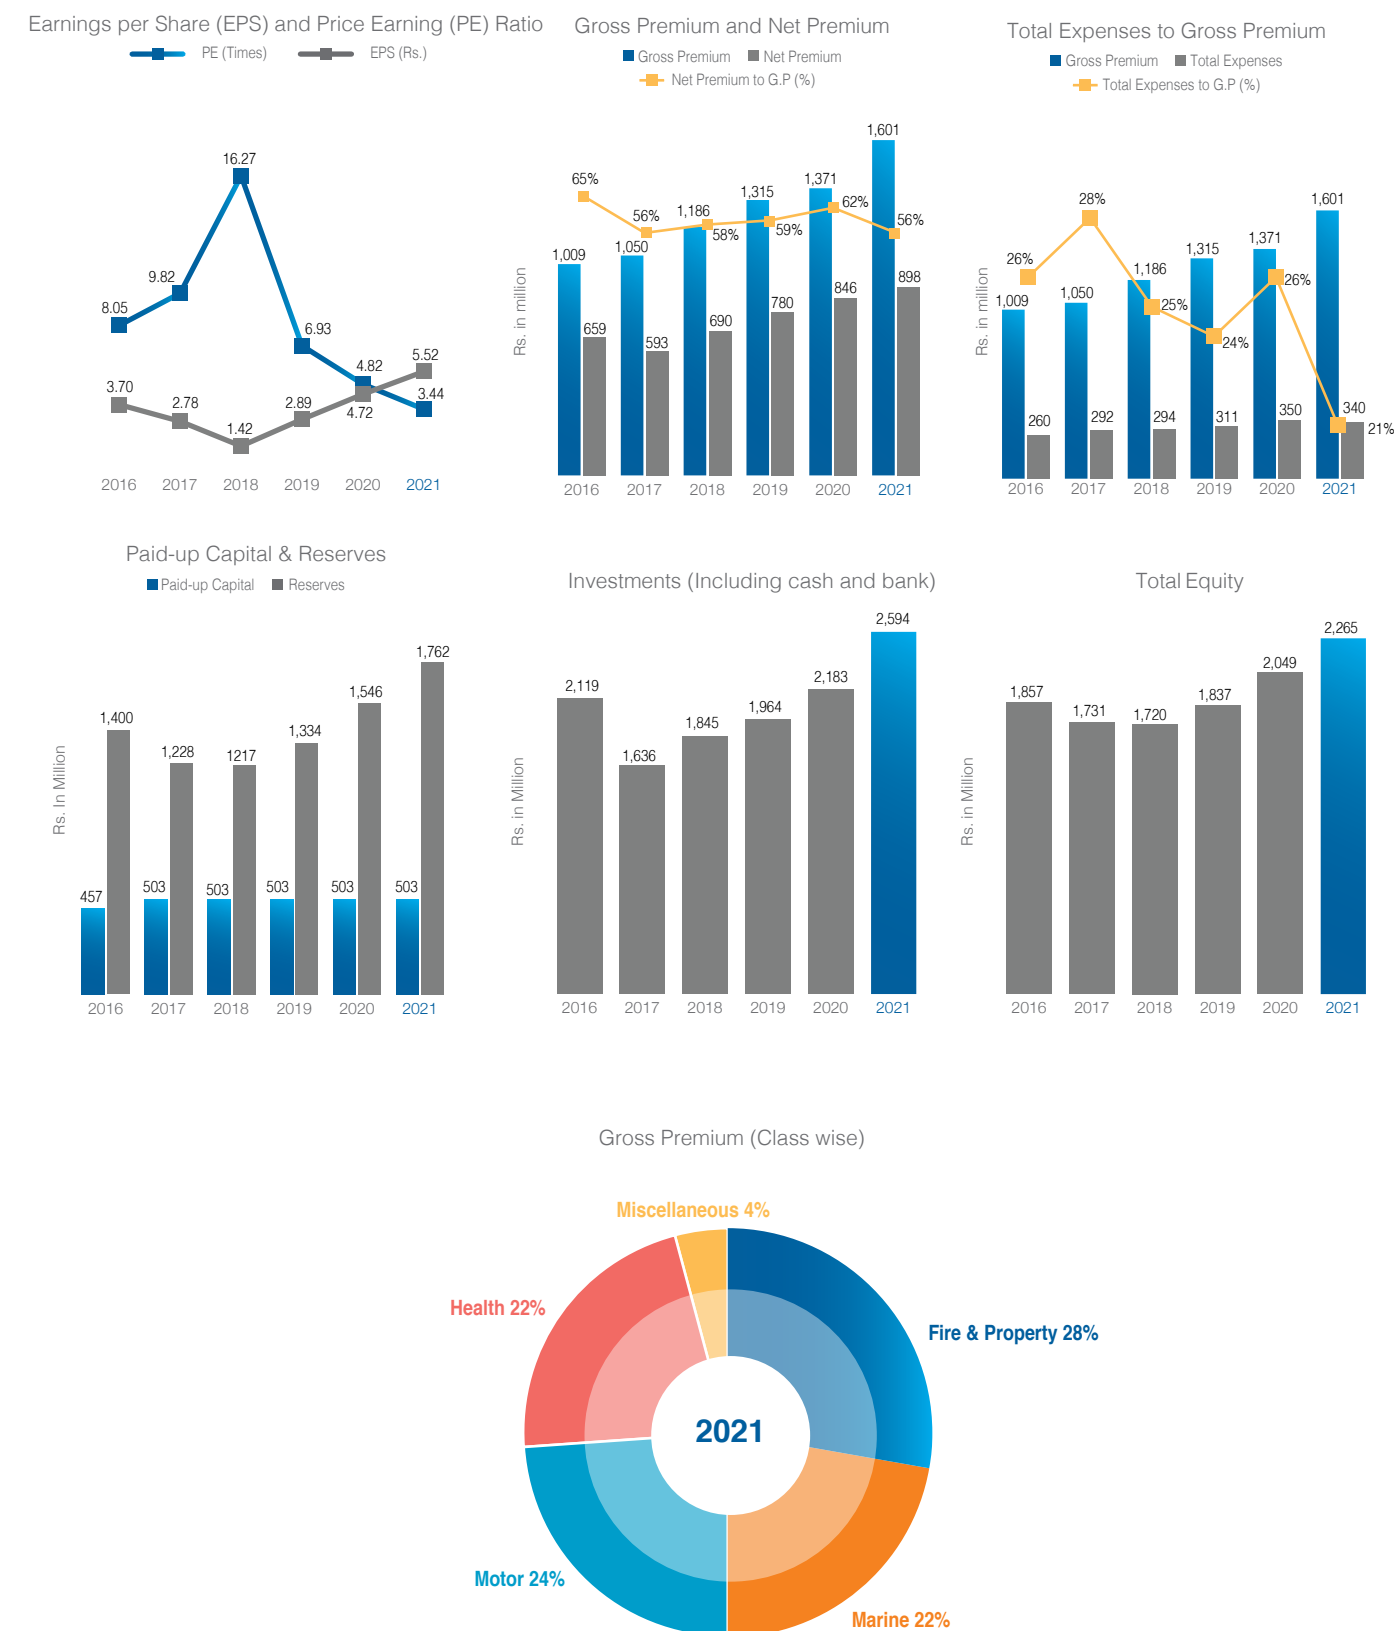 Earnings per Share (EPS) and Price Earning (PE) Ratio
PE (Times) EPS (Rs.)
16.27
9.82
8.05
6.93
4.82
5.52
3.70
2.78
1.42
2.89
4.72
3.44
2016 2017 2018 2019 2020 2021
Gross Premium and Net Premium
Gross Premium Net Premium
Net Premium to G.P (%)
Rs. in million
1,009 1,050 1,186 1,315 1,371 1,601
65% 56% 58% 59% 62% 56%
659 593 690 780 846 898
2016 2017 2018 2019 2020 2021
Total Expenses to Gross Premium
Gross Premium Total Expenses
Total Expenses to G.P (%)
Rs. in million
1,009 1,050 1,186 1,315 1,371 1,601
26% 28% 25% 24% 26% 21%
260 292 294 311 350 340
2016 2017 2018 2019 2020 2021
Paid-up Capital & Reserves
Paid-up Capital Reserves
Rs. In Million
1,400 1,228 1217 1,334 1,546 1,762
457 503 503 503 503 503
2016 2017 2018 2019 2020 2021
Investments (Including cash and bank)
Rs. in Million
2,119 1,636 1,845 1,964 2,183 2,594
2016 2017 2018 2019 2020 2021
Total Equity
Rs. in Million
1,857 1,731 1,720 1,837 2,049 2,265
2016 2017 2018 2019 2020 2021
Gross Premium (Class wise)
Miscellaneous 4%
Health 22%
Fire & Property 28%
2021
Motor 24%
Marine 22%